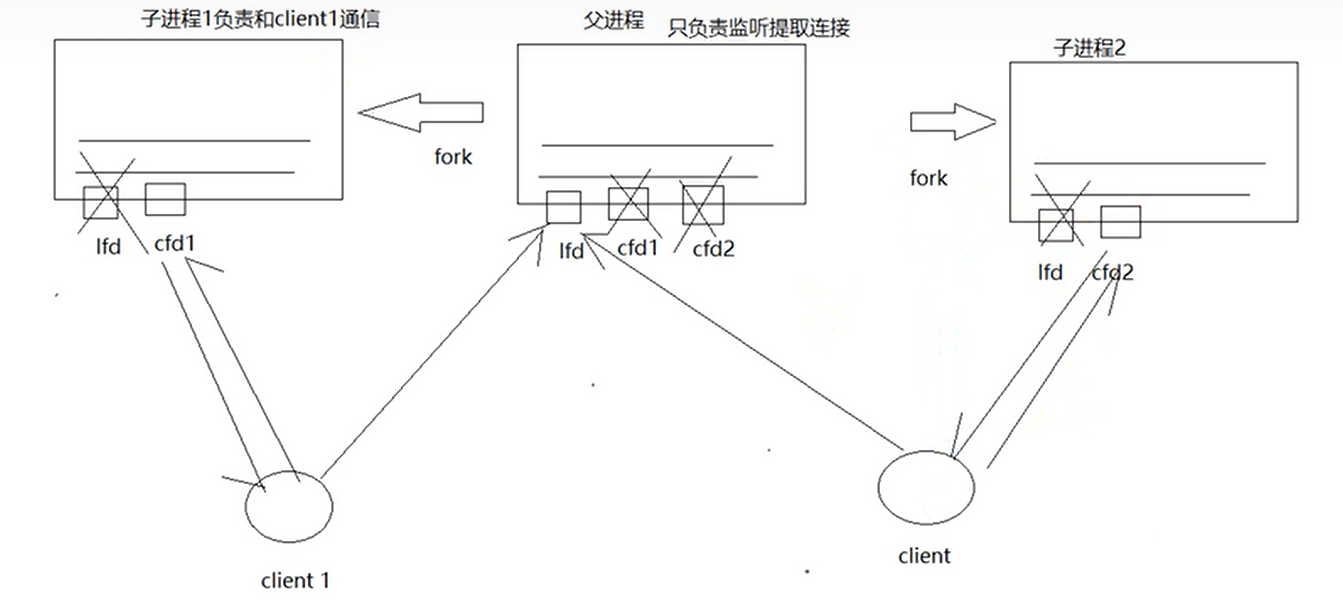 子进程1负责和client1通信
父进程
只负责监听提取连接
子进程2
fork
fork
lfd
cfd1
lfd
cfd1
cfd2
lfd
cfd2
client 1
client